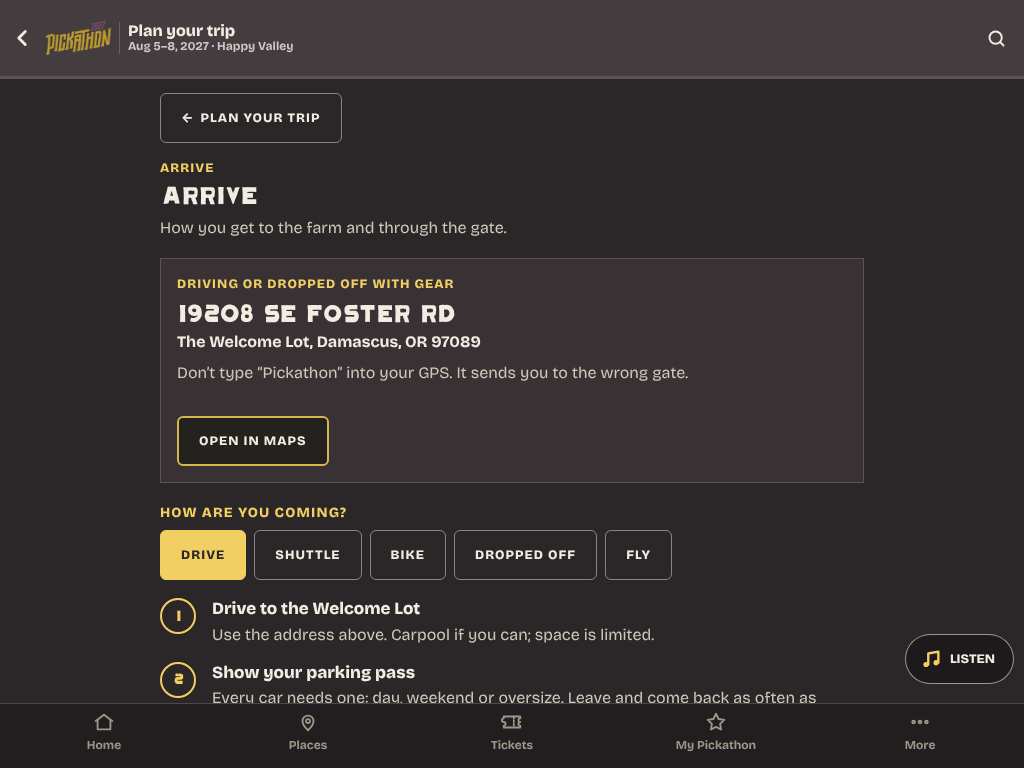 PICKATHON
Plan your trip
Aug 5–8, 2027 · Happy Valley
← PLAN YOUR TRIP
ARRIVE
ARRIVE
How you get to the farm and through the gate.
DRIVING OR DROPPED OFF WITH GEAR
19208 SE FOSTER RD
The Welcome Lot, Damascus, OR 97089
Don't type “Pickathon” into your GPS. It sends you to the wrong gate.
OPEN IN MAPS
HOW ARE YOU COMING?
DRIVE SHUTTLE BIKE DROPPED OFF FLY
1 Drive to the Welcome Lot
Use the address above. Carpool if you can; space is limited.
2 Show your parking pass
Every car needs one: day, weekend or oversize. Leave and come back as often as
LISTEN
Home Places Tickets My Pickathon More